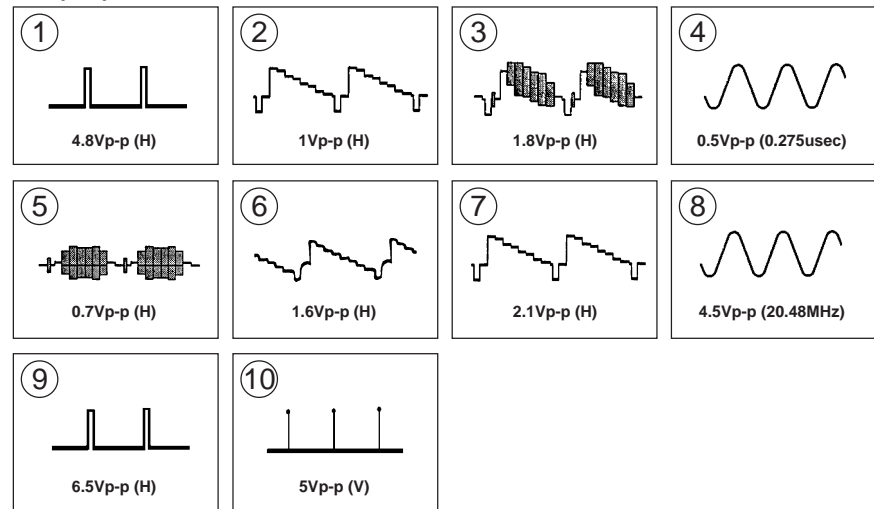 1
2
3
4
4.8Vp-p (H)
1Vp-p (H)
1.8Vp-p (H)
0.5Vp-p (0.275usec)
5
6
7
8
0.7Vp-p (H)
1.6Vp-p (H)
2.1Vp-p (H)
4.5Vp-p (20.48MHz)
9
10
6.5Vp-p (H)
5Vp-p (V)